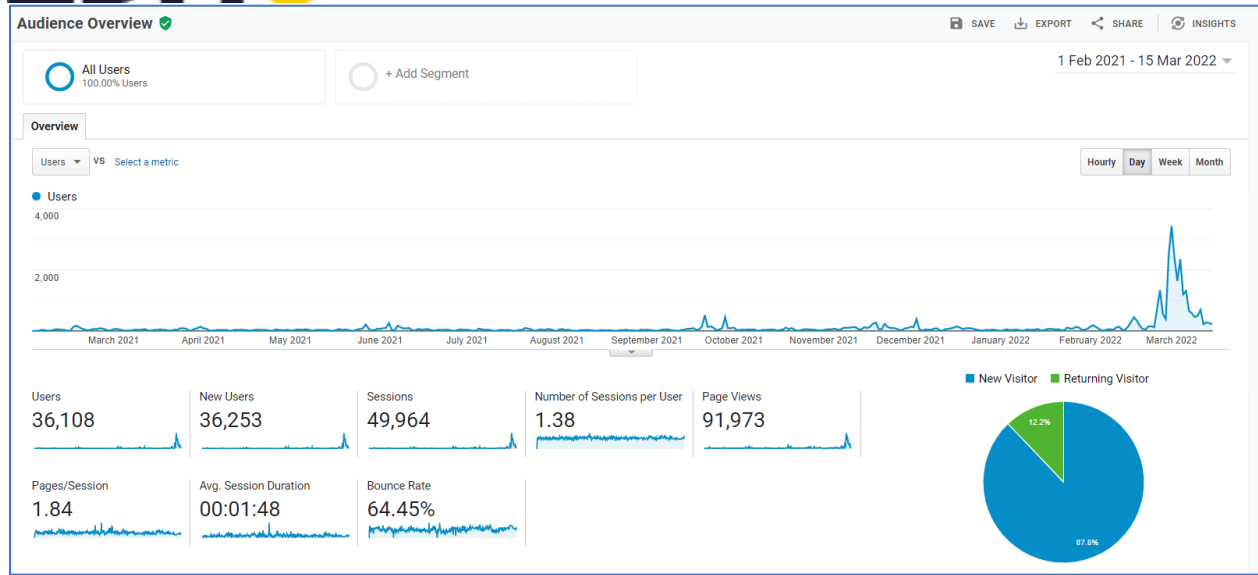 Audience Overview
SAVE EXPORT SHARE INSIGHTS
All Users
100.00% Users
+ Add Segment
1 Feb 2021 - 15 Mar 2022
Overview
Users VS Select a metric
Hourly Day Week Month
Users
4,000
2,000
March 2021 April 2021 May 2021 June 2021 July 2021 August 2021 September 2021 October 2021 November 2021 December 2021 January 2022 February 2022 March 2022
New Visitor Returning Visitor
Users New Users Sessions Number of Sessions per User Page Views
36,108 36,253 49,964 1.38 91,973
12.2%
Pages/Session Avg. Session Duration Bounce Rate
1.84 00:01:48 64.45%
87.8%